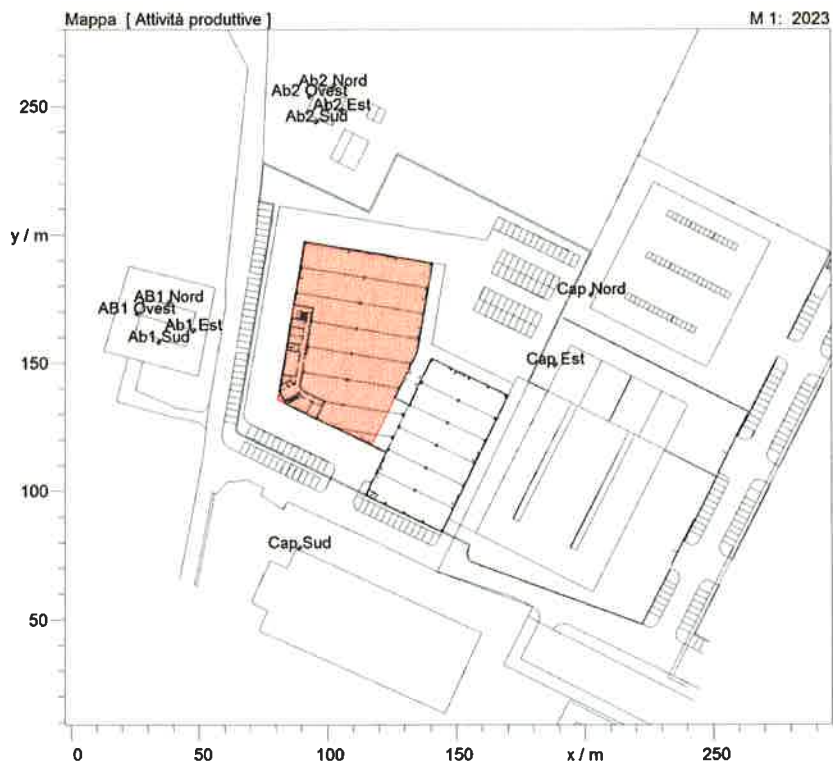 Mappa [ Attività produttive ]
M 1: 2023
Ab2 Nord
Ab2 Ovest
Ab2 Est
Ab2 Sud
250
y / m
AB1 Nord
AB1 Ovest
Ab1 Est
Ab1 Sud
Cap Nord
Cap Est
150
100
Cap Sud
50
0
50
100
150
x / m
250